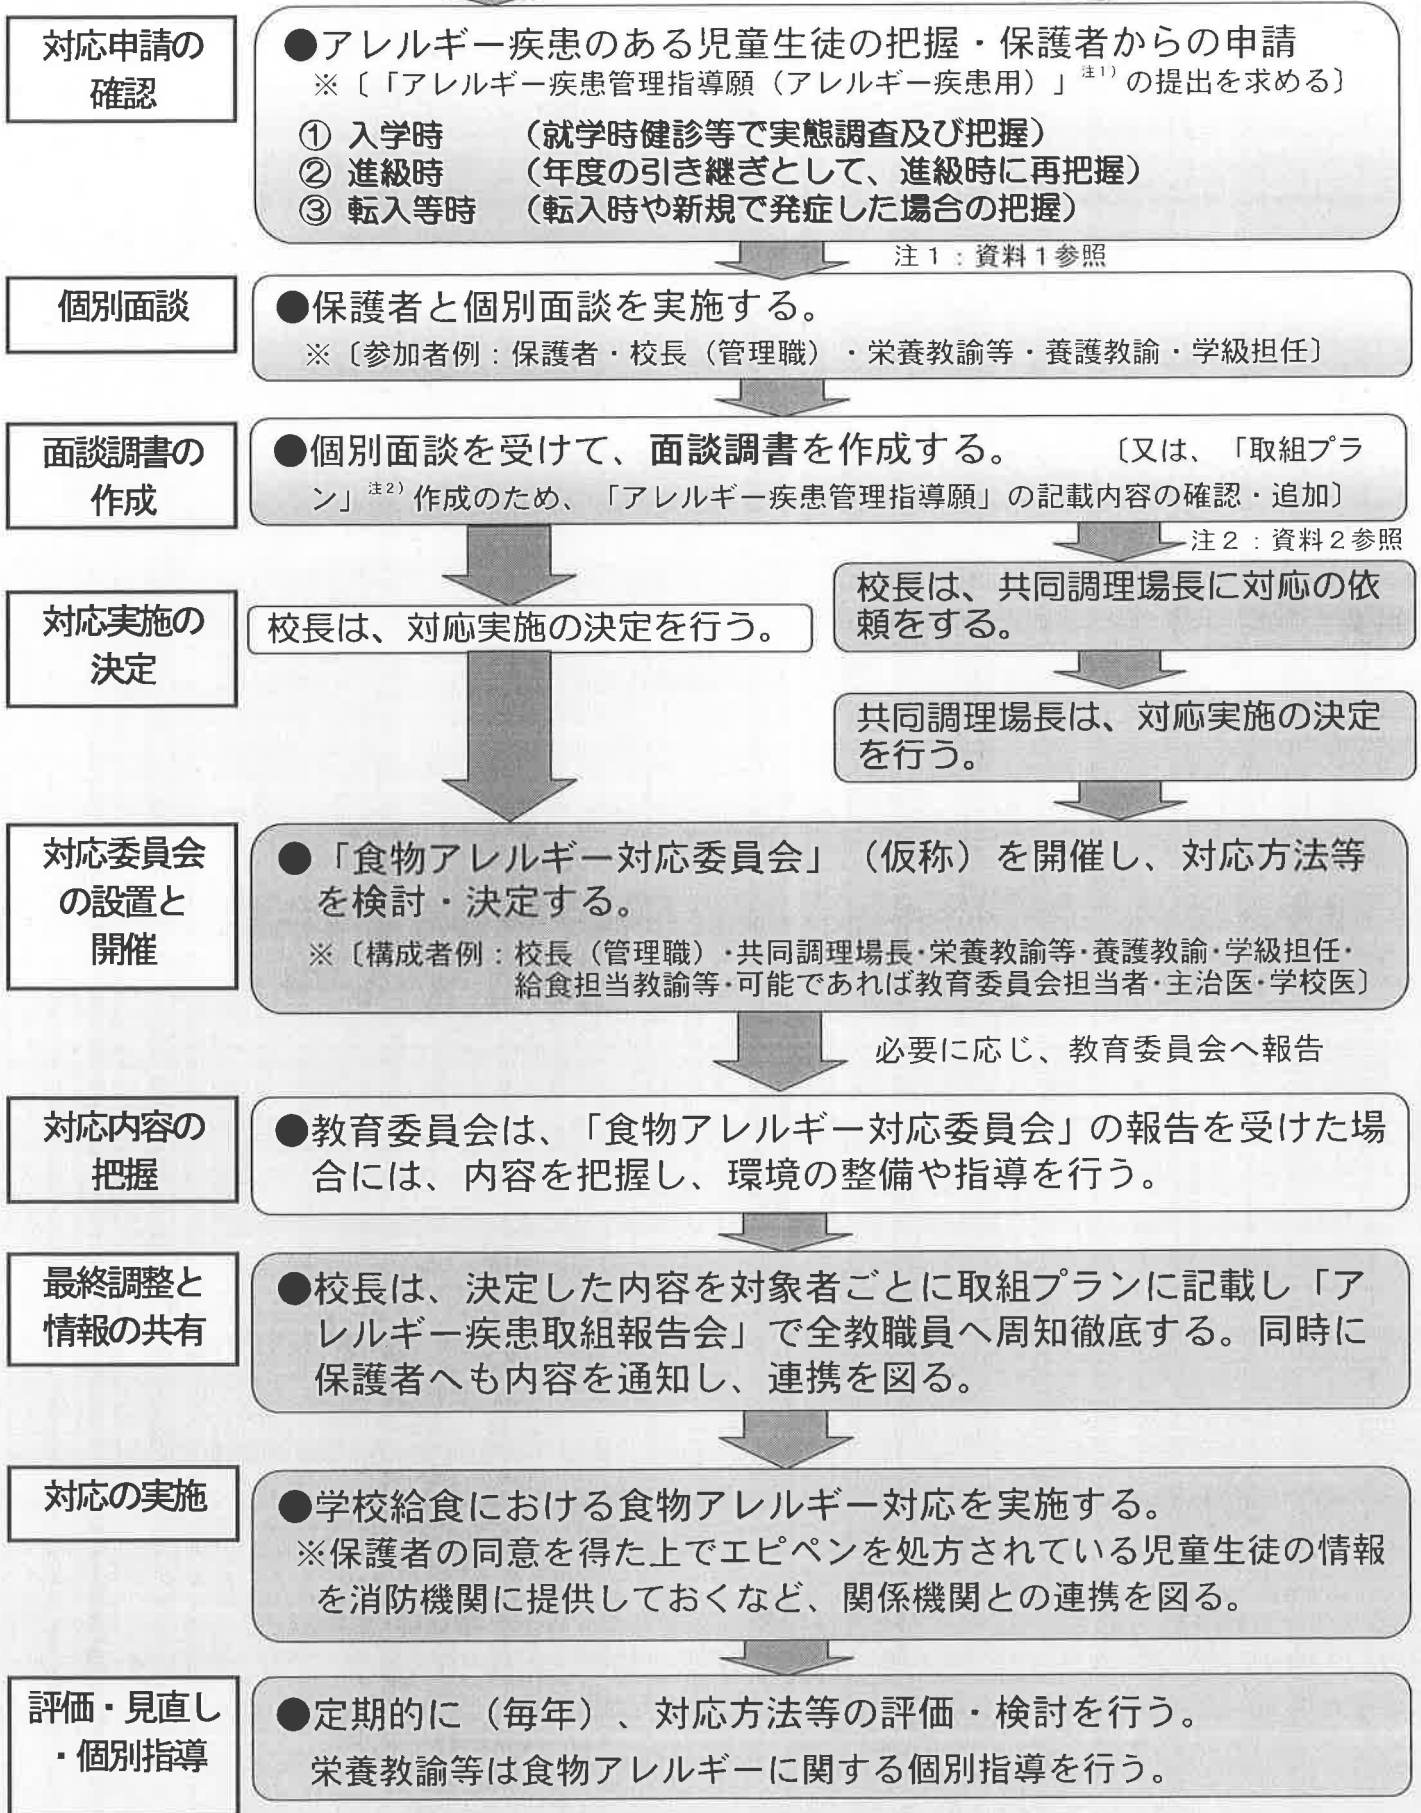 対応申請の
確認
●アレルギー疾患のある児童生徒の把握・保護者からの申請
※〔「アレルギー疾患管理指導願（アレルギー疾患用）」注1）の提出を求める〕
① 入学時　（就学時健診等で実態調査及び把握）
② 進級時　（年度の引き継ぎとして、進級時に再把握）
③ 転入等時　（転入時や新規で発症した場合の把握）
注１：資料１参照
個別面談
●保護者と個別面談を実施する。
※〔参加者例：保護者・校長（管理職）・栄養教諭等・養護教諭・学級担任〕
面談調書の
作成
●個別面談を受けて、面談調書を作成する。　〔又は、「取組プラ
ン」注2）作成のため、「アレルギー疾患管理指導願」の記載内容の確認・追加〕
注２：資料２参照
対応実施の
決定
校長は、対応実施の決定を行う。
校長は、共同調理場長に対応の依
頼をする。
共同調理場長は、対応実施の決定
を行う。
対応委員会
の設置と
開催
●「食物アレルギー対応委員会」（仮称）を開催し、対応方法等
を検討・決定する。
※〔構成者例：校長（管理職）・共同調理場長・栄養教諭等・養護教諭・学級担任・
給食担当教諭等・可能であれば教育委員会担当者・主治医・学校医〕
必要に応じ、教育委員会へ報告
対応内容の
把握
●教育委員会は、「食物アレルギー対応委員会」の報告を受けた場
合には、内容を把握し、環境の整備や指導を行う。
最終調整と
情報の共有
●校長は、決定した内容を対象者ごとに取組プランに記載し「ア
レルギー疾患取組報告会」で全教職員へ周知徹底する。同時に
保護者へも内容を通知し、連携を図る。
対応の実施
●学校給食における食物アレルギー対応を実施する。
※保護者の同意を得た上でエピペンを処方されている児童生徒の情報
を消防機関に提供しておくなど、関係機関との連携を図る。
評価・見直し
・個別指導
●定期的に（毎年）、対応方法等の評価・検討を行う。
栄養教諭等は食物アレルギーに関する個別指導を行う。